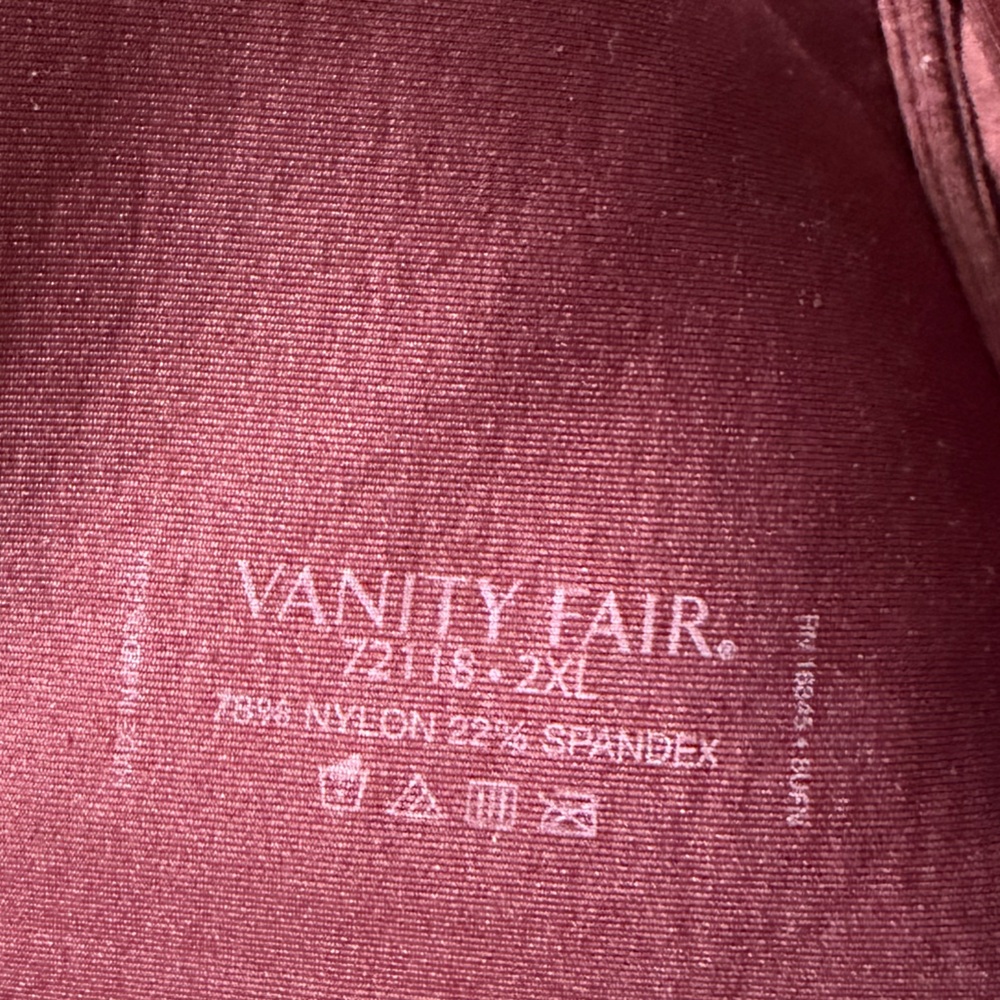 VANITY FAIR®
72118 • 2XL
78% NYLON 22% SPANDEX